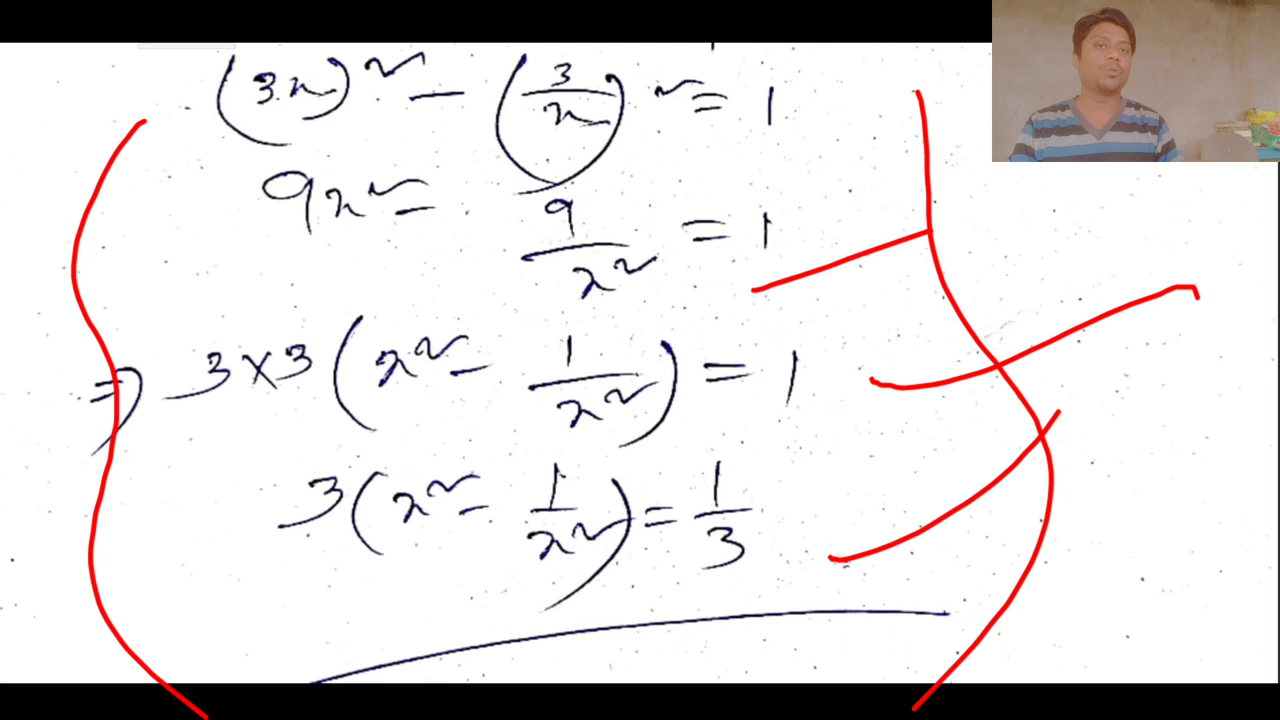 (3x)² - (3/x)² = 1
9x² - 9/x² = 1
⇒ 3×3(x² - 1/x²) = 1
3(x² - 1/x²) = 1/3